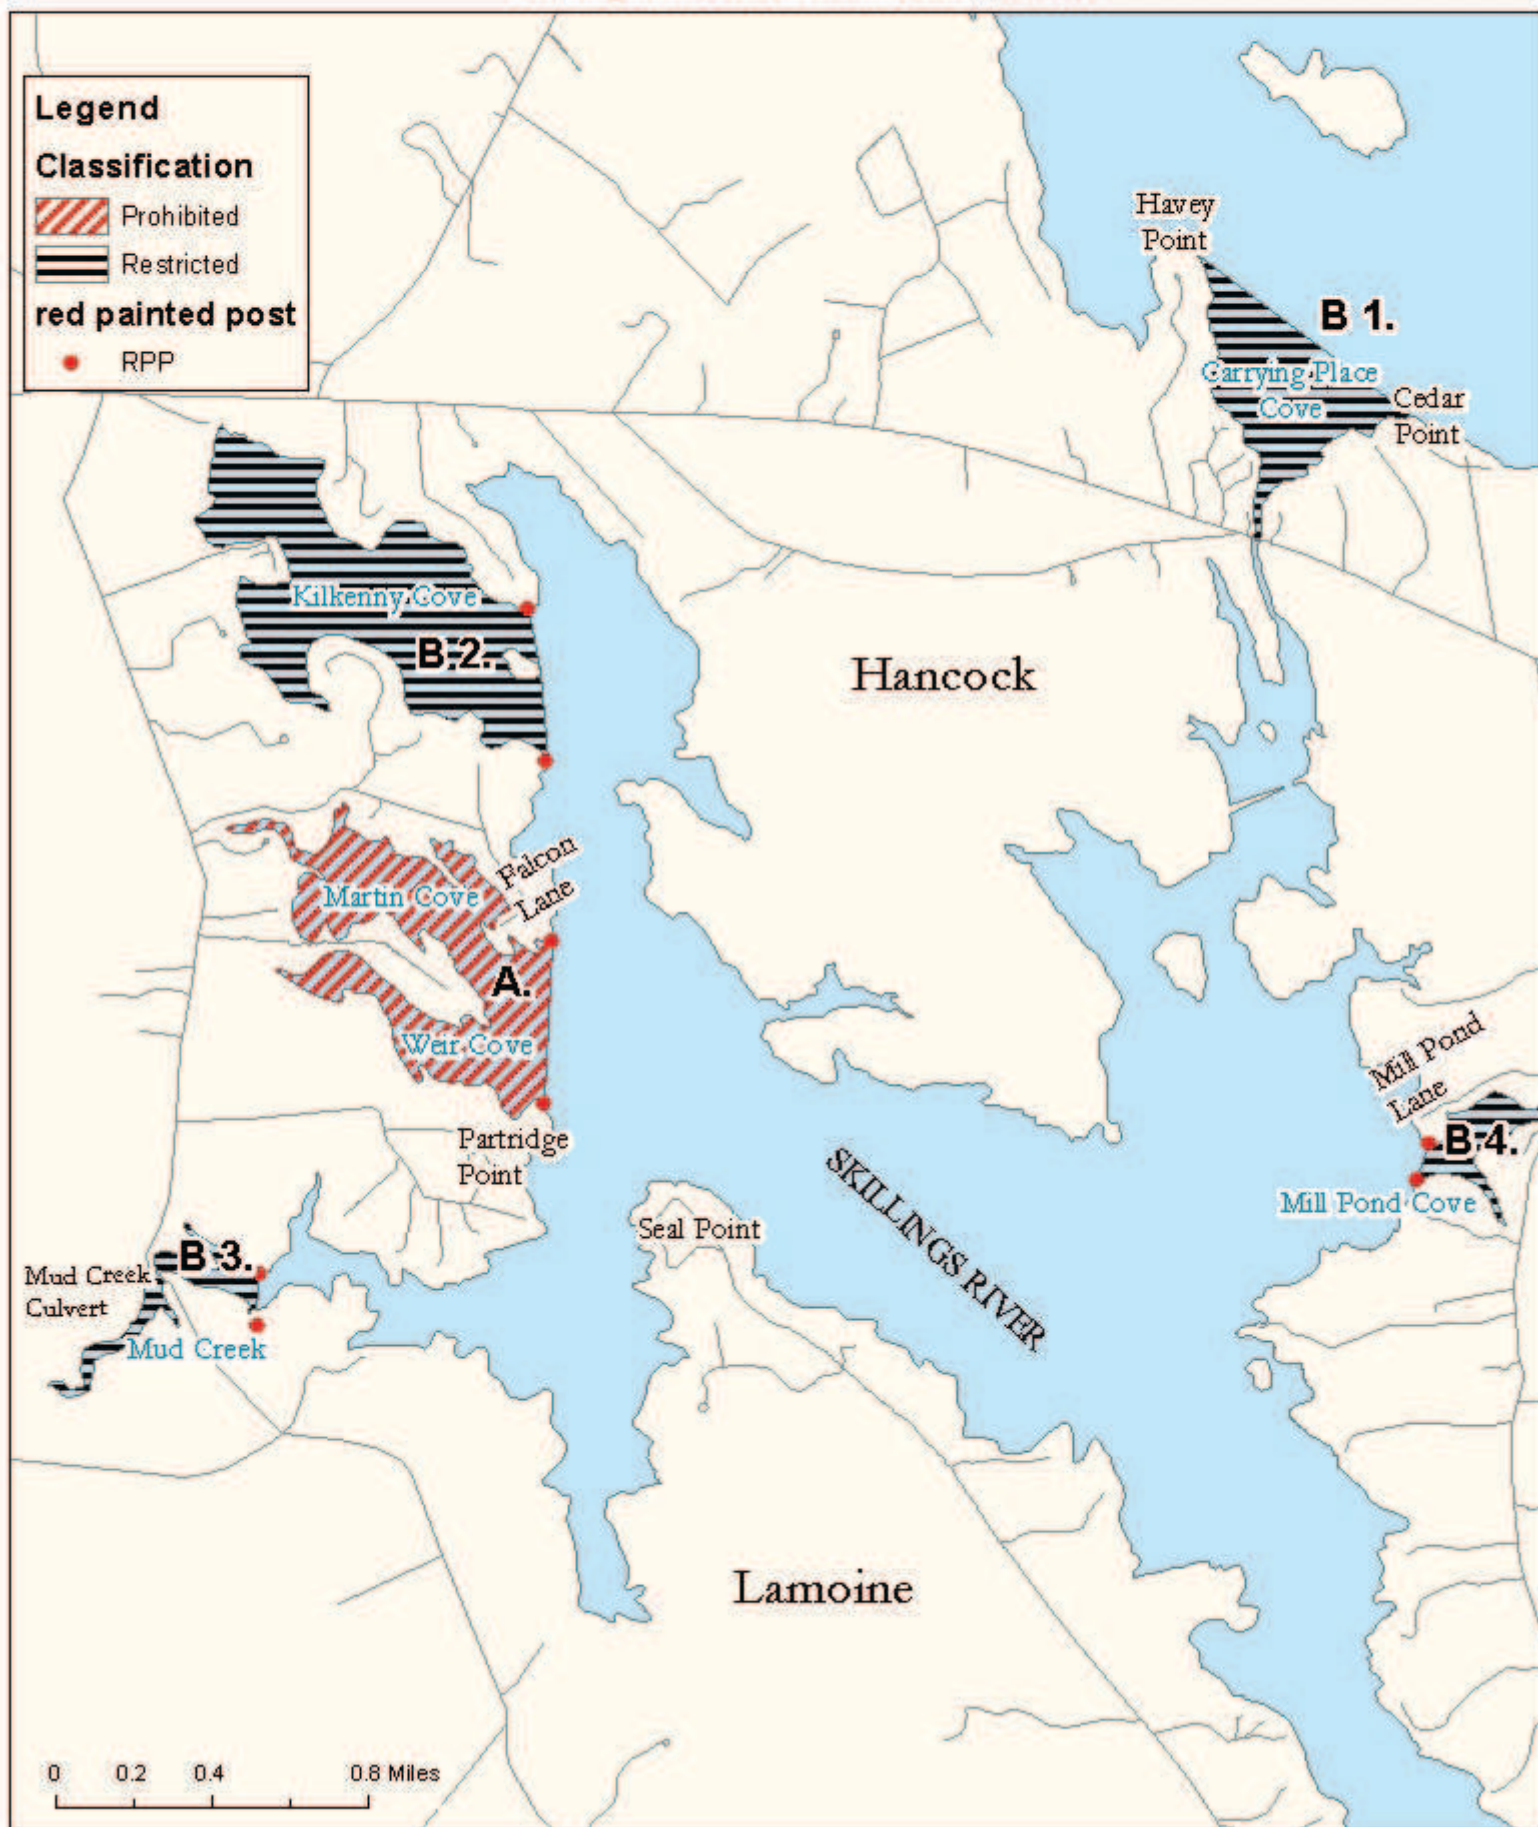 Legend
Classification
Prohibited
Restricted
red painted post
RPP
Havey
Point
B 1.
Carrying Place
Cove
Cedar
Point
Kilkenny Cove
B 2.
Hancock
Falcon
Lane
Martin Cove
A.
Weir Cove
Partridge
Point
Mill Pond
Lane
B 4.
Mill Pond Cove
SKILLINGS RIVER
Seal Point
B 3.
Mud Creek
Culvert
Mud Creek
Lamoine
0 0.2 0.4 0.8 Miles